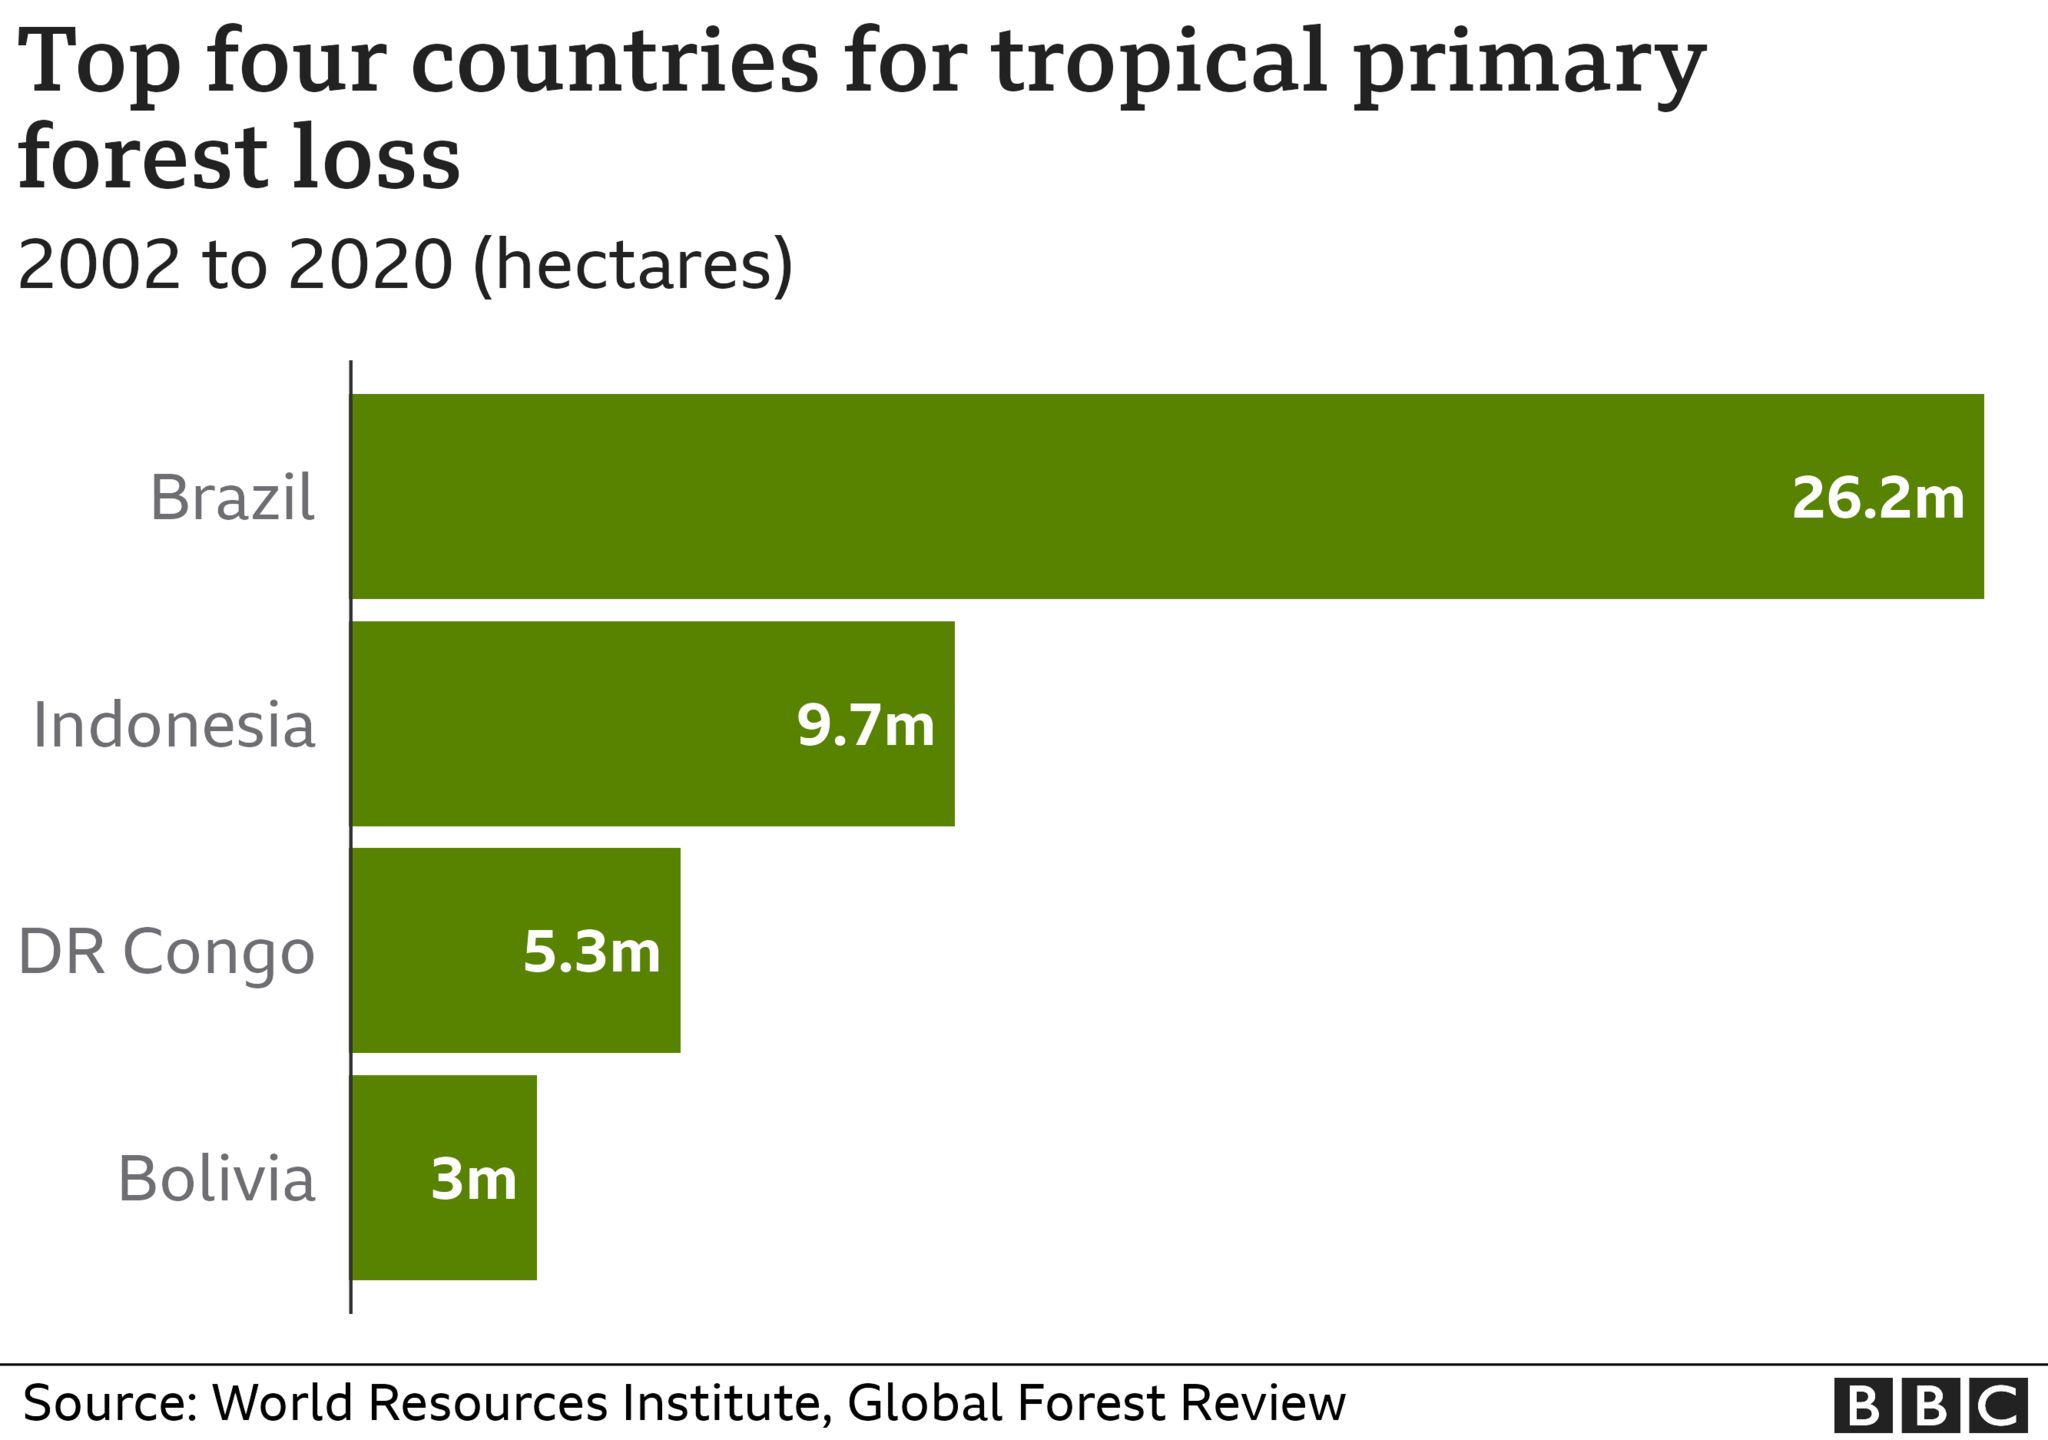 Top four countries for tropical primary
forest loss
2002 to 2020 (hectares)
Brazil
26.2m
Indonesia
9.7m
DR Congo
5.3m
Bolivia
3m
Source: World Resources Institute, Global Forest Review
BBC